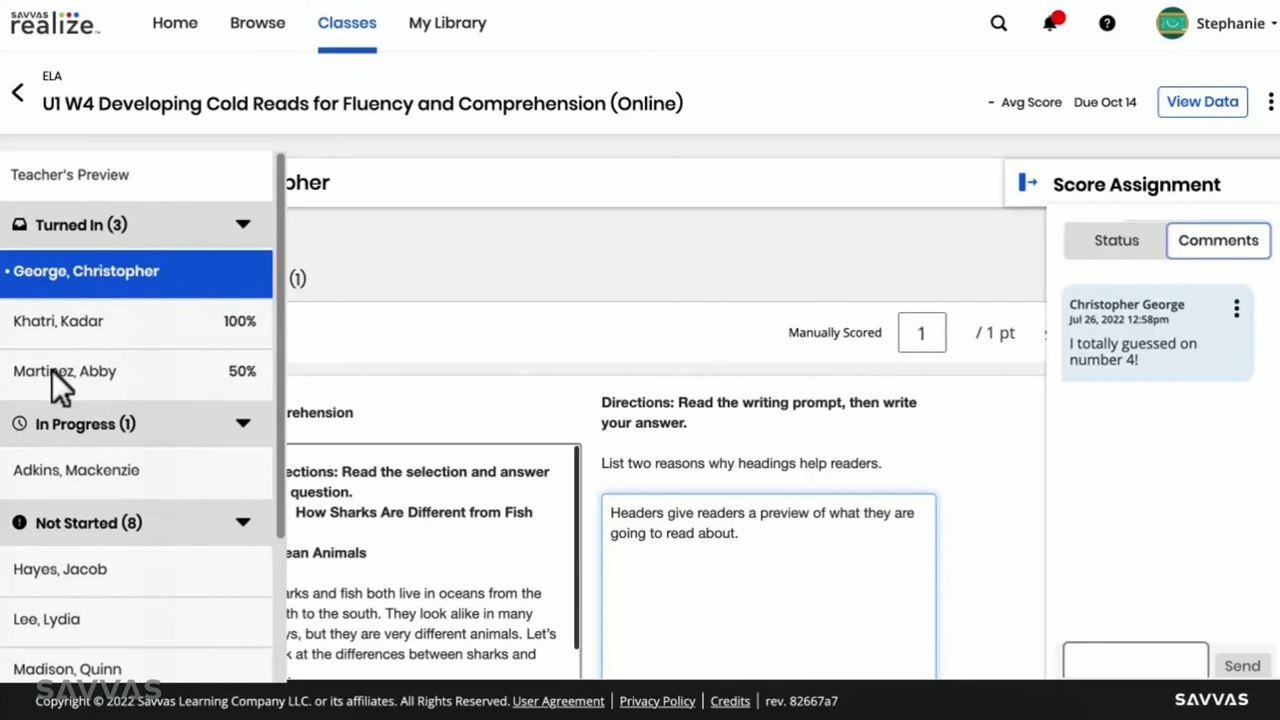 SAVVAS
realize
Home
Browse
Classes
My Library
Stephanie
ELA
U1 W4 Developing Cold Reads for Fluency and Comprehension (Online)
- Avg Score
Due Oct 14
View Data
Teacher's Preview
Turned In (3)
George, Christopher
Khatri, Kadar 100%
Martinez, Abby 50%
In Progress (1)
Adkins, Mackenzie
Not Started (8)
Hayes, Jacob
Lee, Lydia
Madison, Quinn
pher
(1)
Manually Scored 1 / 1 pt
rehension
ections: Read the selection and answer
question.
How Sharks Are Different from Fish
ean Animals
arks and fish both live in oceans from the
th to the south. They look alike in many
ys, but they are very different animals. Let's
k at the differences between sharks and
Directions: Read the writing prompt, then write
your answer.
List two reasons why headings help readers.
Headers give readers a preview of what they are
going to read about.
Score Assignment
Status
Comments
Christopher George
Jul 26, 2022 12:58pm
I totally guessed on
number 4!
Send
SAVVAS
Copyright © 2022 Savvas Learning Company LLC. or its affiliates. All Rights Reserved. User Agreement | Privacy Policy | Credits | rev. 82667a7
SAVVAS